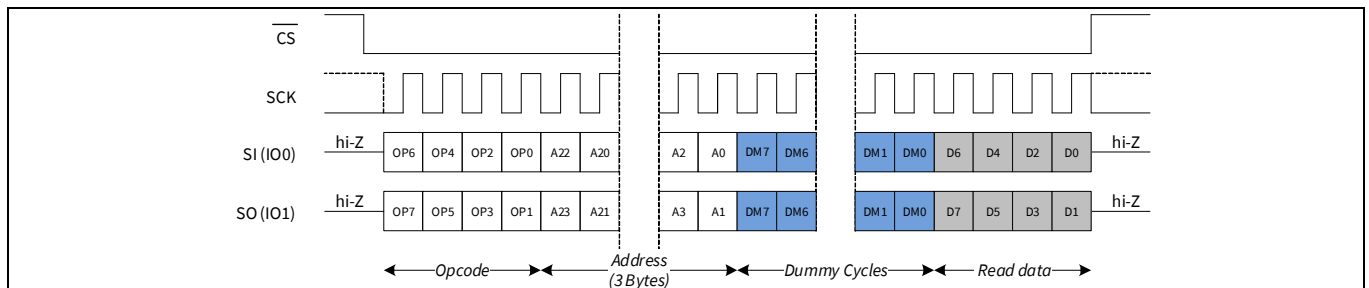 CS
SCK
SI (IO0) hi-Z OP6 OP4 OP2 OP0 A22 A20 A2 A0 DM7 DM6 DM1 DM0 D6 D4 D2 D0 hi-Z
SO (IO1) hi-Z OP7 OP5 OP3 OP1 A23 A21 A3 A1 DM7 DM6 DM1 DM0 D7 D5 D3 D1 hi-Z
Opcode Address Dummy Cycles Read data
(3 Bytes)